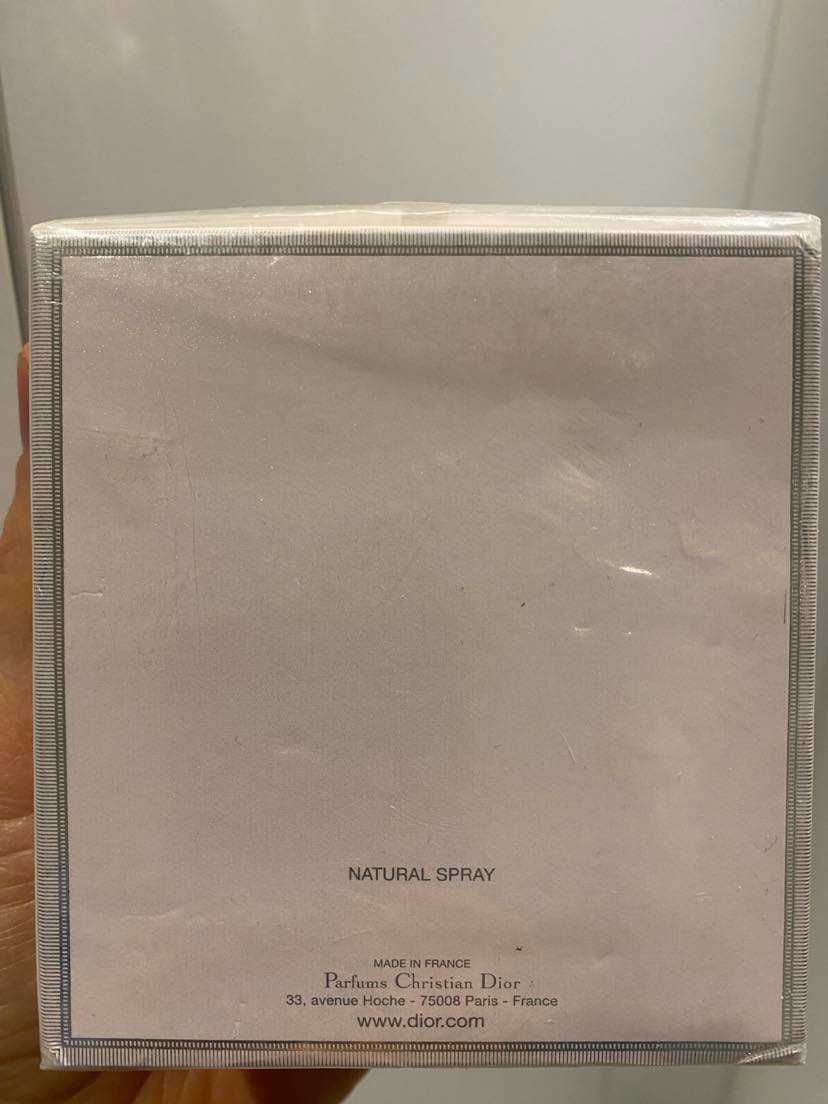 NATURAL SPRAY
MADE IN FRANCE
Parfums Christian Dior
33, avenue Hoche - 75008 Paris - France
www.dior.com